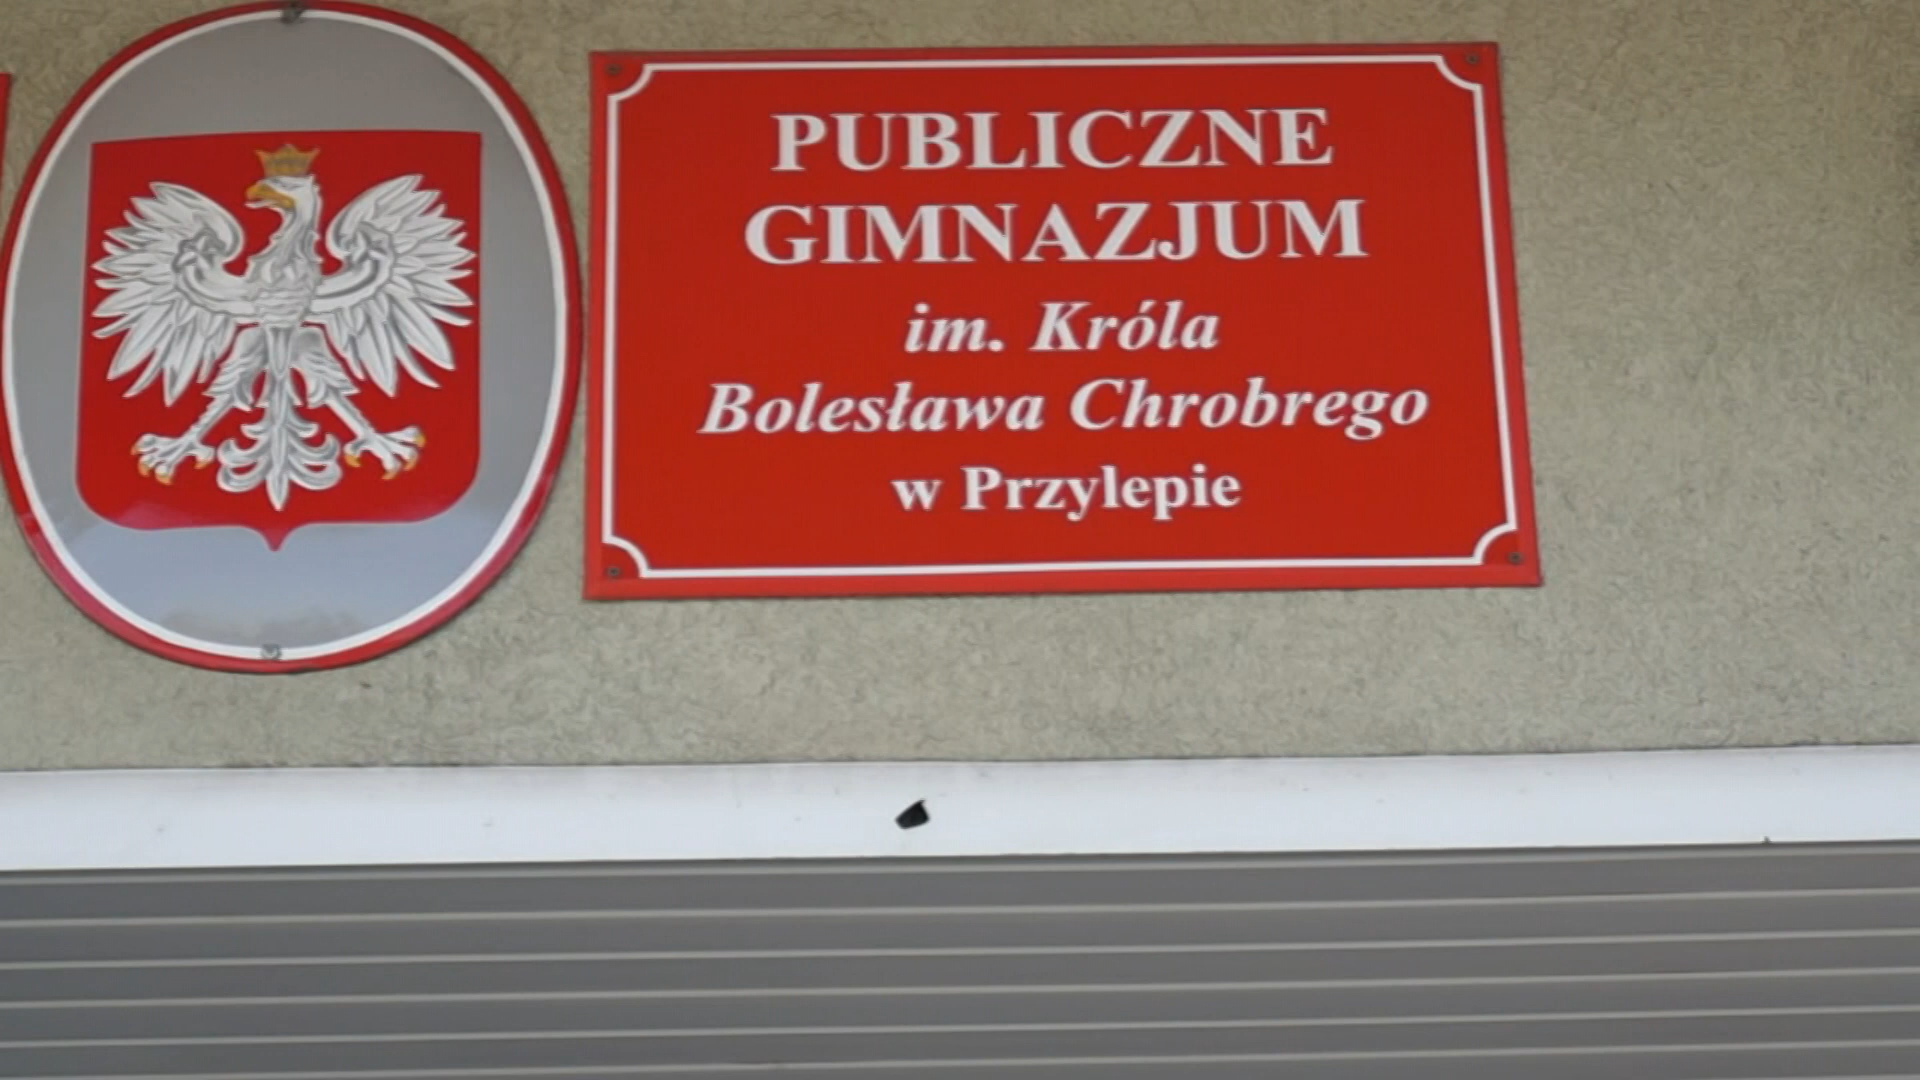 PUBLICZNE
GIMNAZJUM
im. Króla
Bolesława Chrobrego
w Przylepie